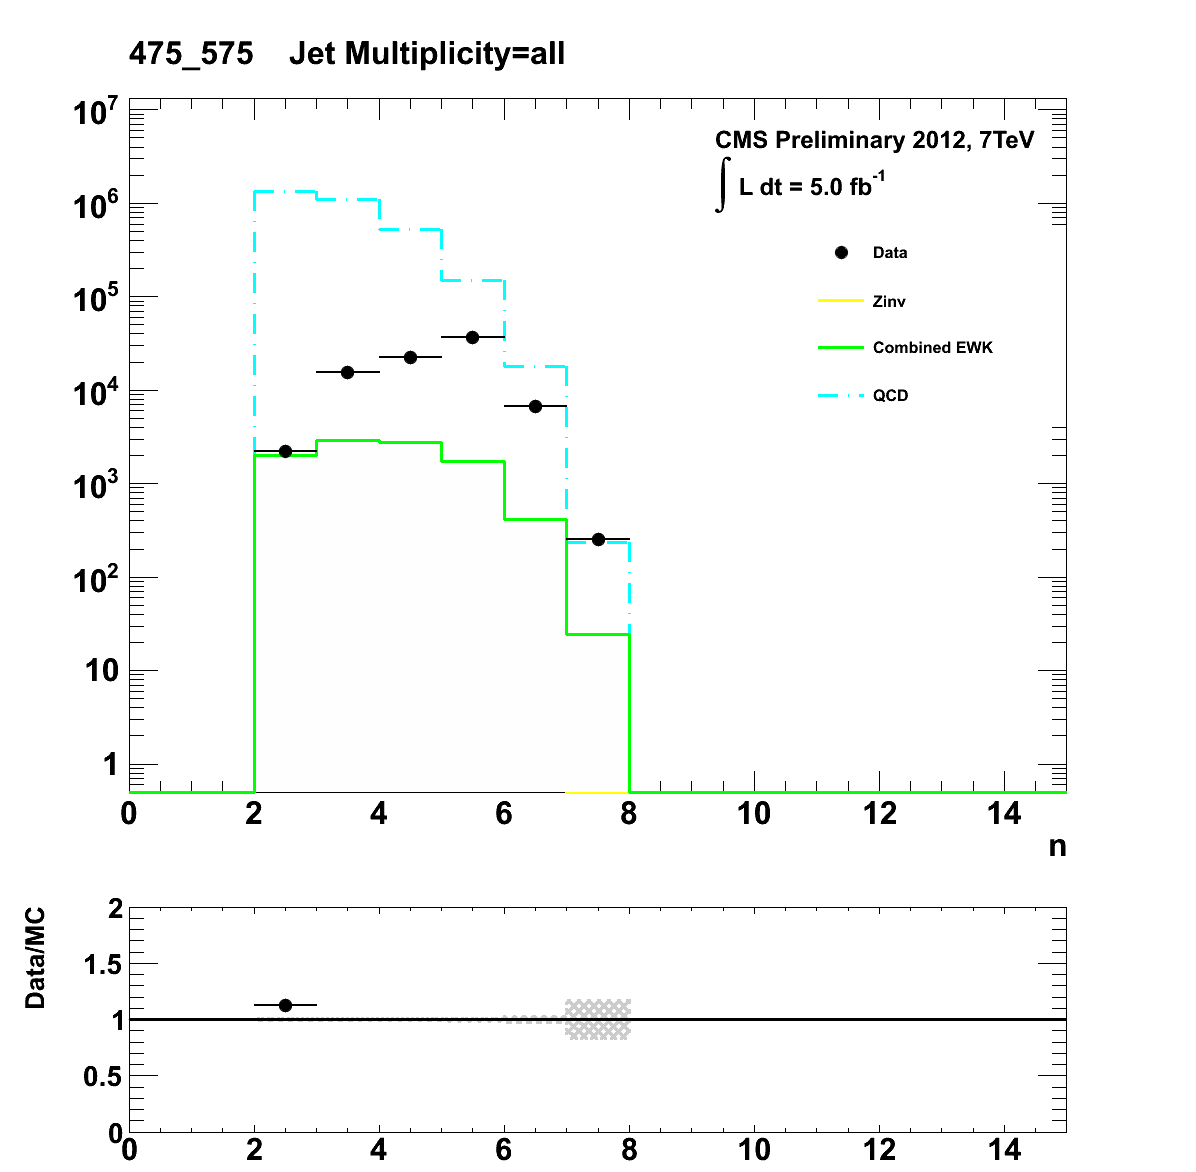 475_575 Jet Multiplicity=all
10^7
10^6
10^5
10^4
10^3
10^2
10
1
CMS Preliminary 2012, 7TeV
∫ L dt = 5.0 fb^-1
Data
Zinv
Combined EWK
QCD
0 2 4 6 8 10 12 14
n
Data/MC
2
1.5
1
0.5
0
0 2 4 6 8 10 12 14